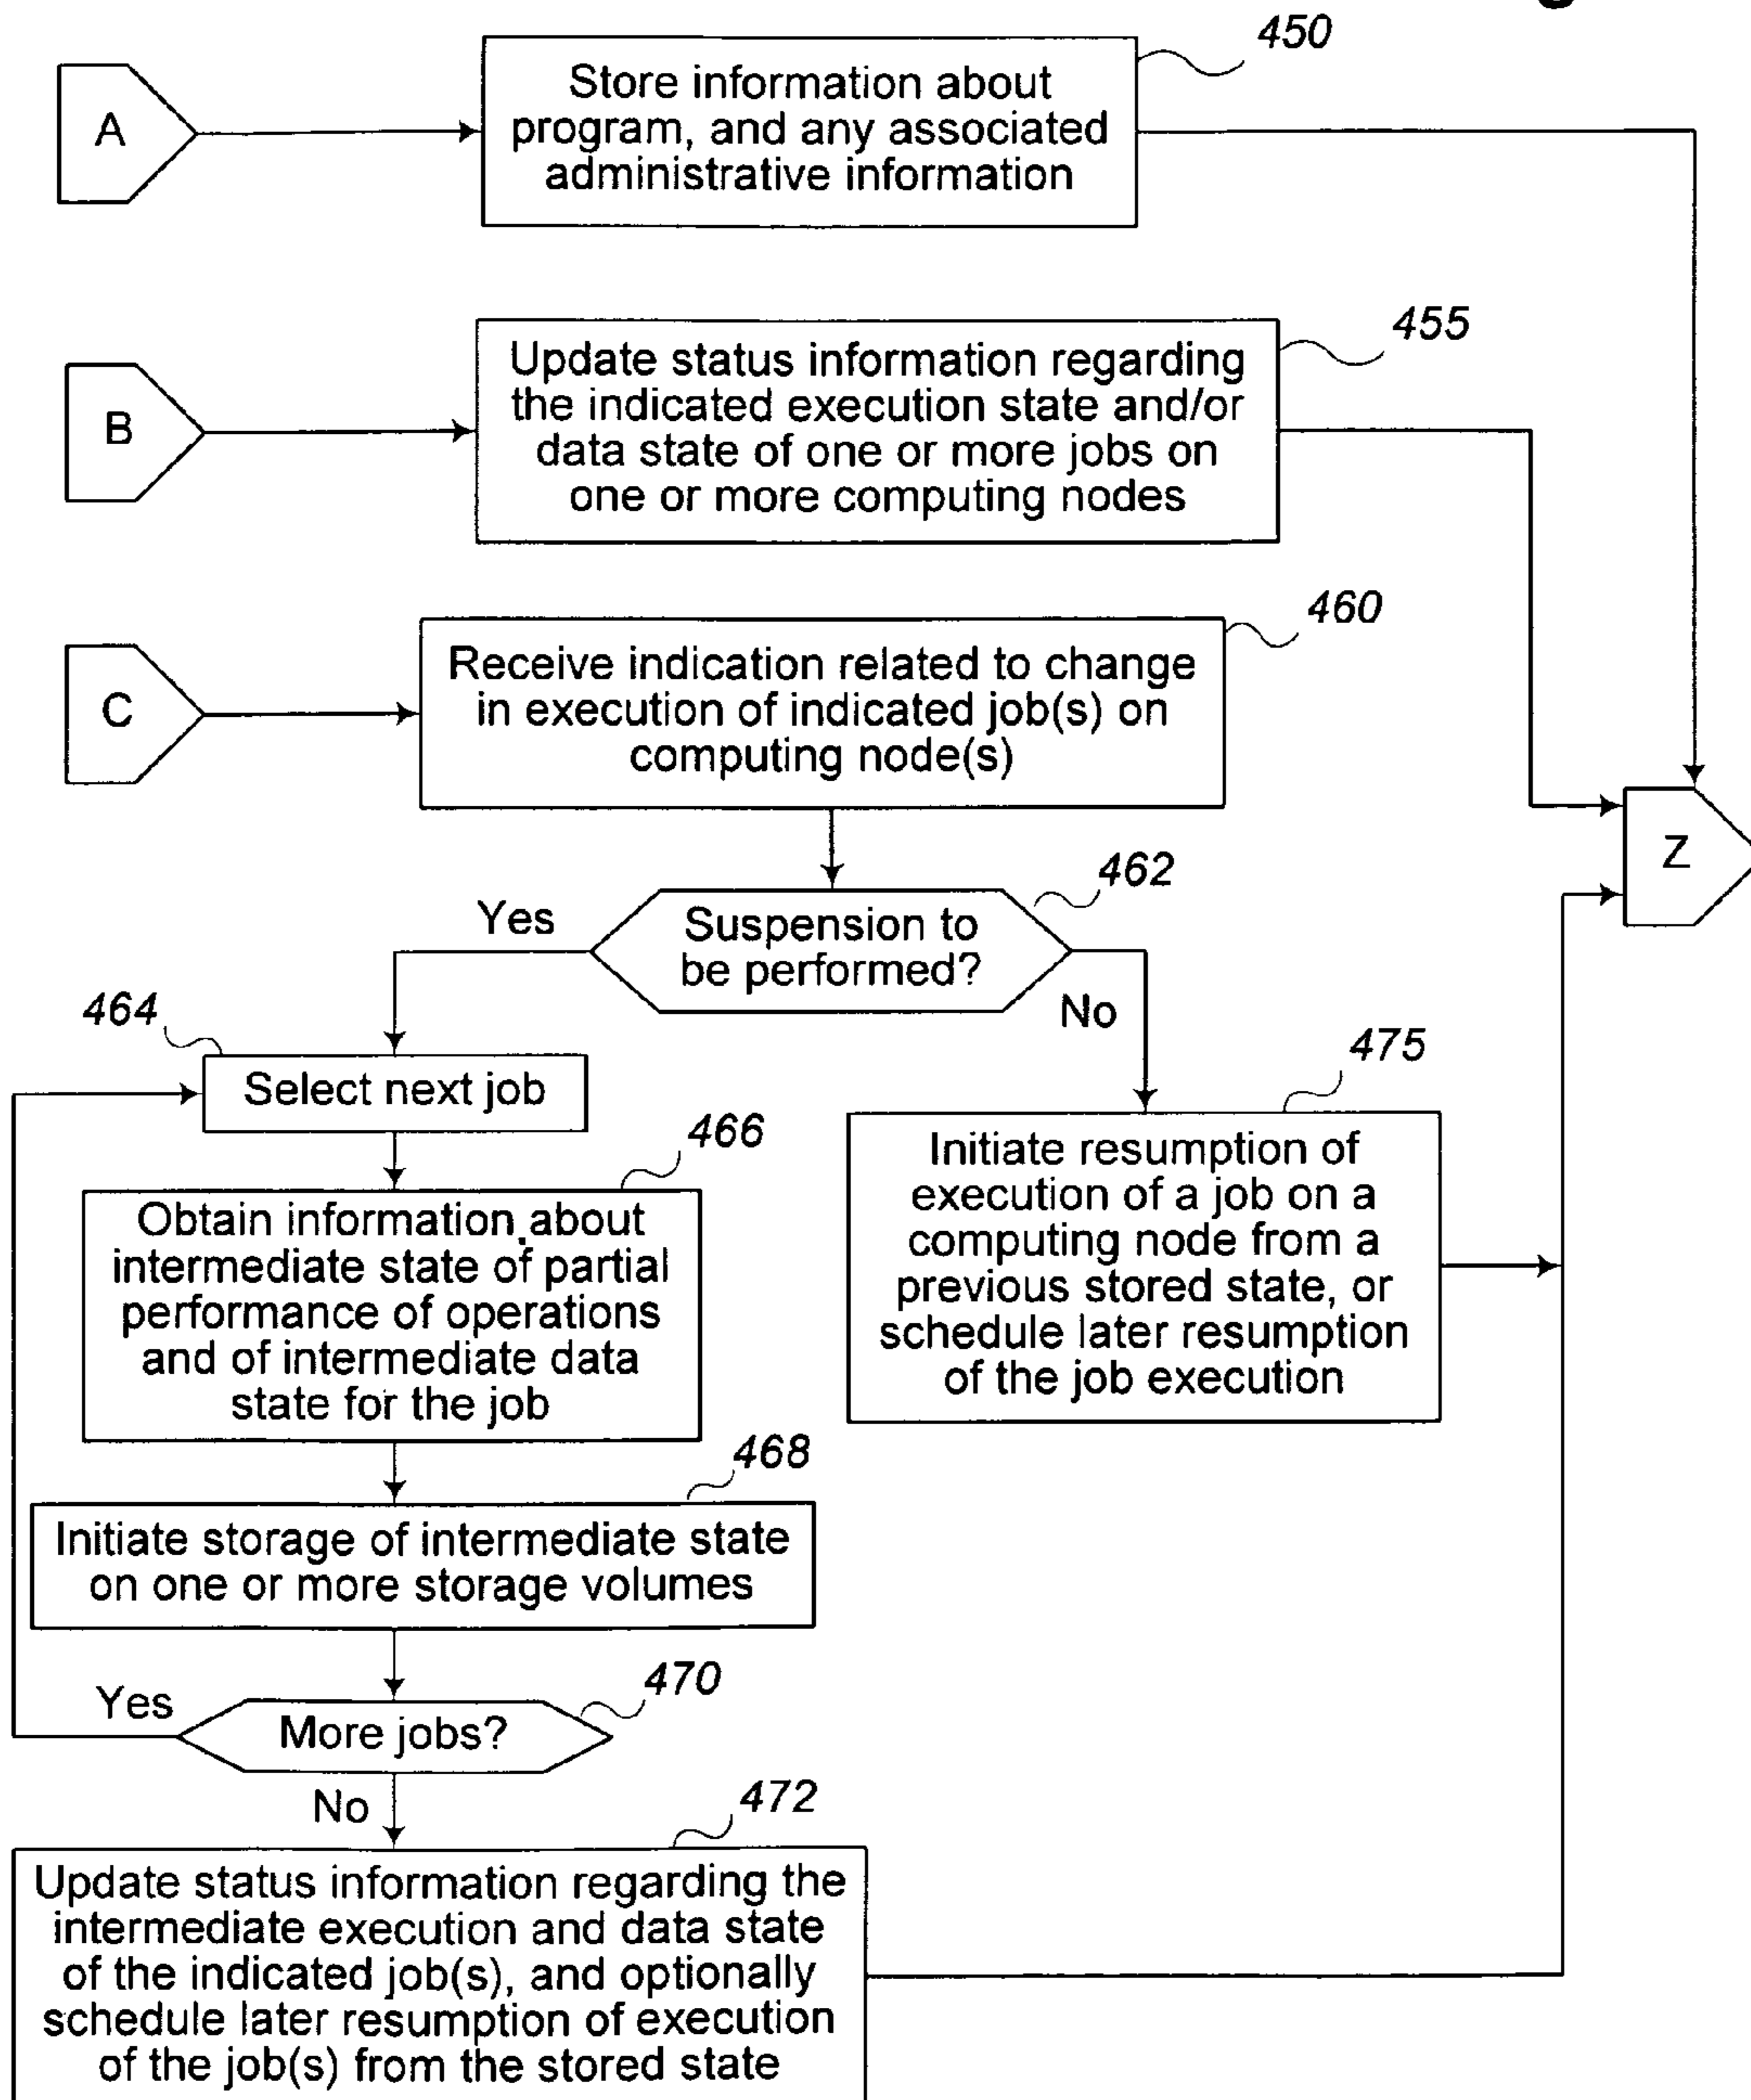 450
A
Store information about
program, and any associated
administrative information
455
B
Update status information regarding
the indicated execution state and/or
data state of one or more jobs on
one or more computing nodes
460
C
Receive indication related to change
in execution of indicated job(s) on
computing node(s)
Z
462
Yes
Suspension to
be performed?
No
464
Select next job
475
466
Initiate resumption of
execution of a job on a
computing node from a
previous stored state, or
schedule later resumption
of the job execution
Obtain information about
intermediate state of partial
performance of operations
and of intermediate data
state for the job
468
Initiate storage of intermediate state
on one or more storage volumes
470
Yes
More jobs?
No
472
Update status information regarding the
intermediate execution and data state
of the indicated job(s), and optionally
schedule later resumption of execution
of the job(s) from the stored state